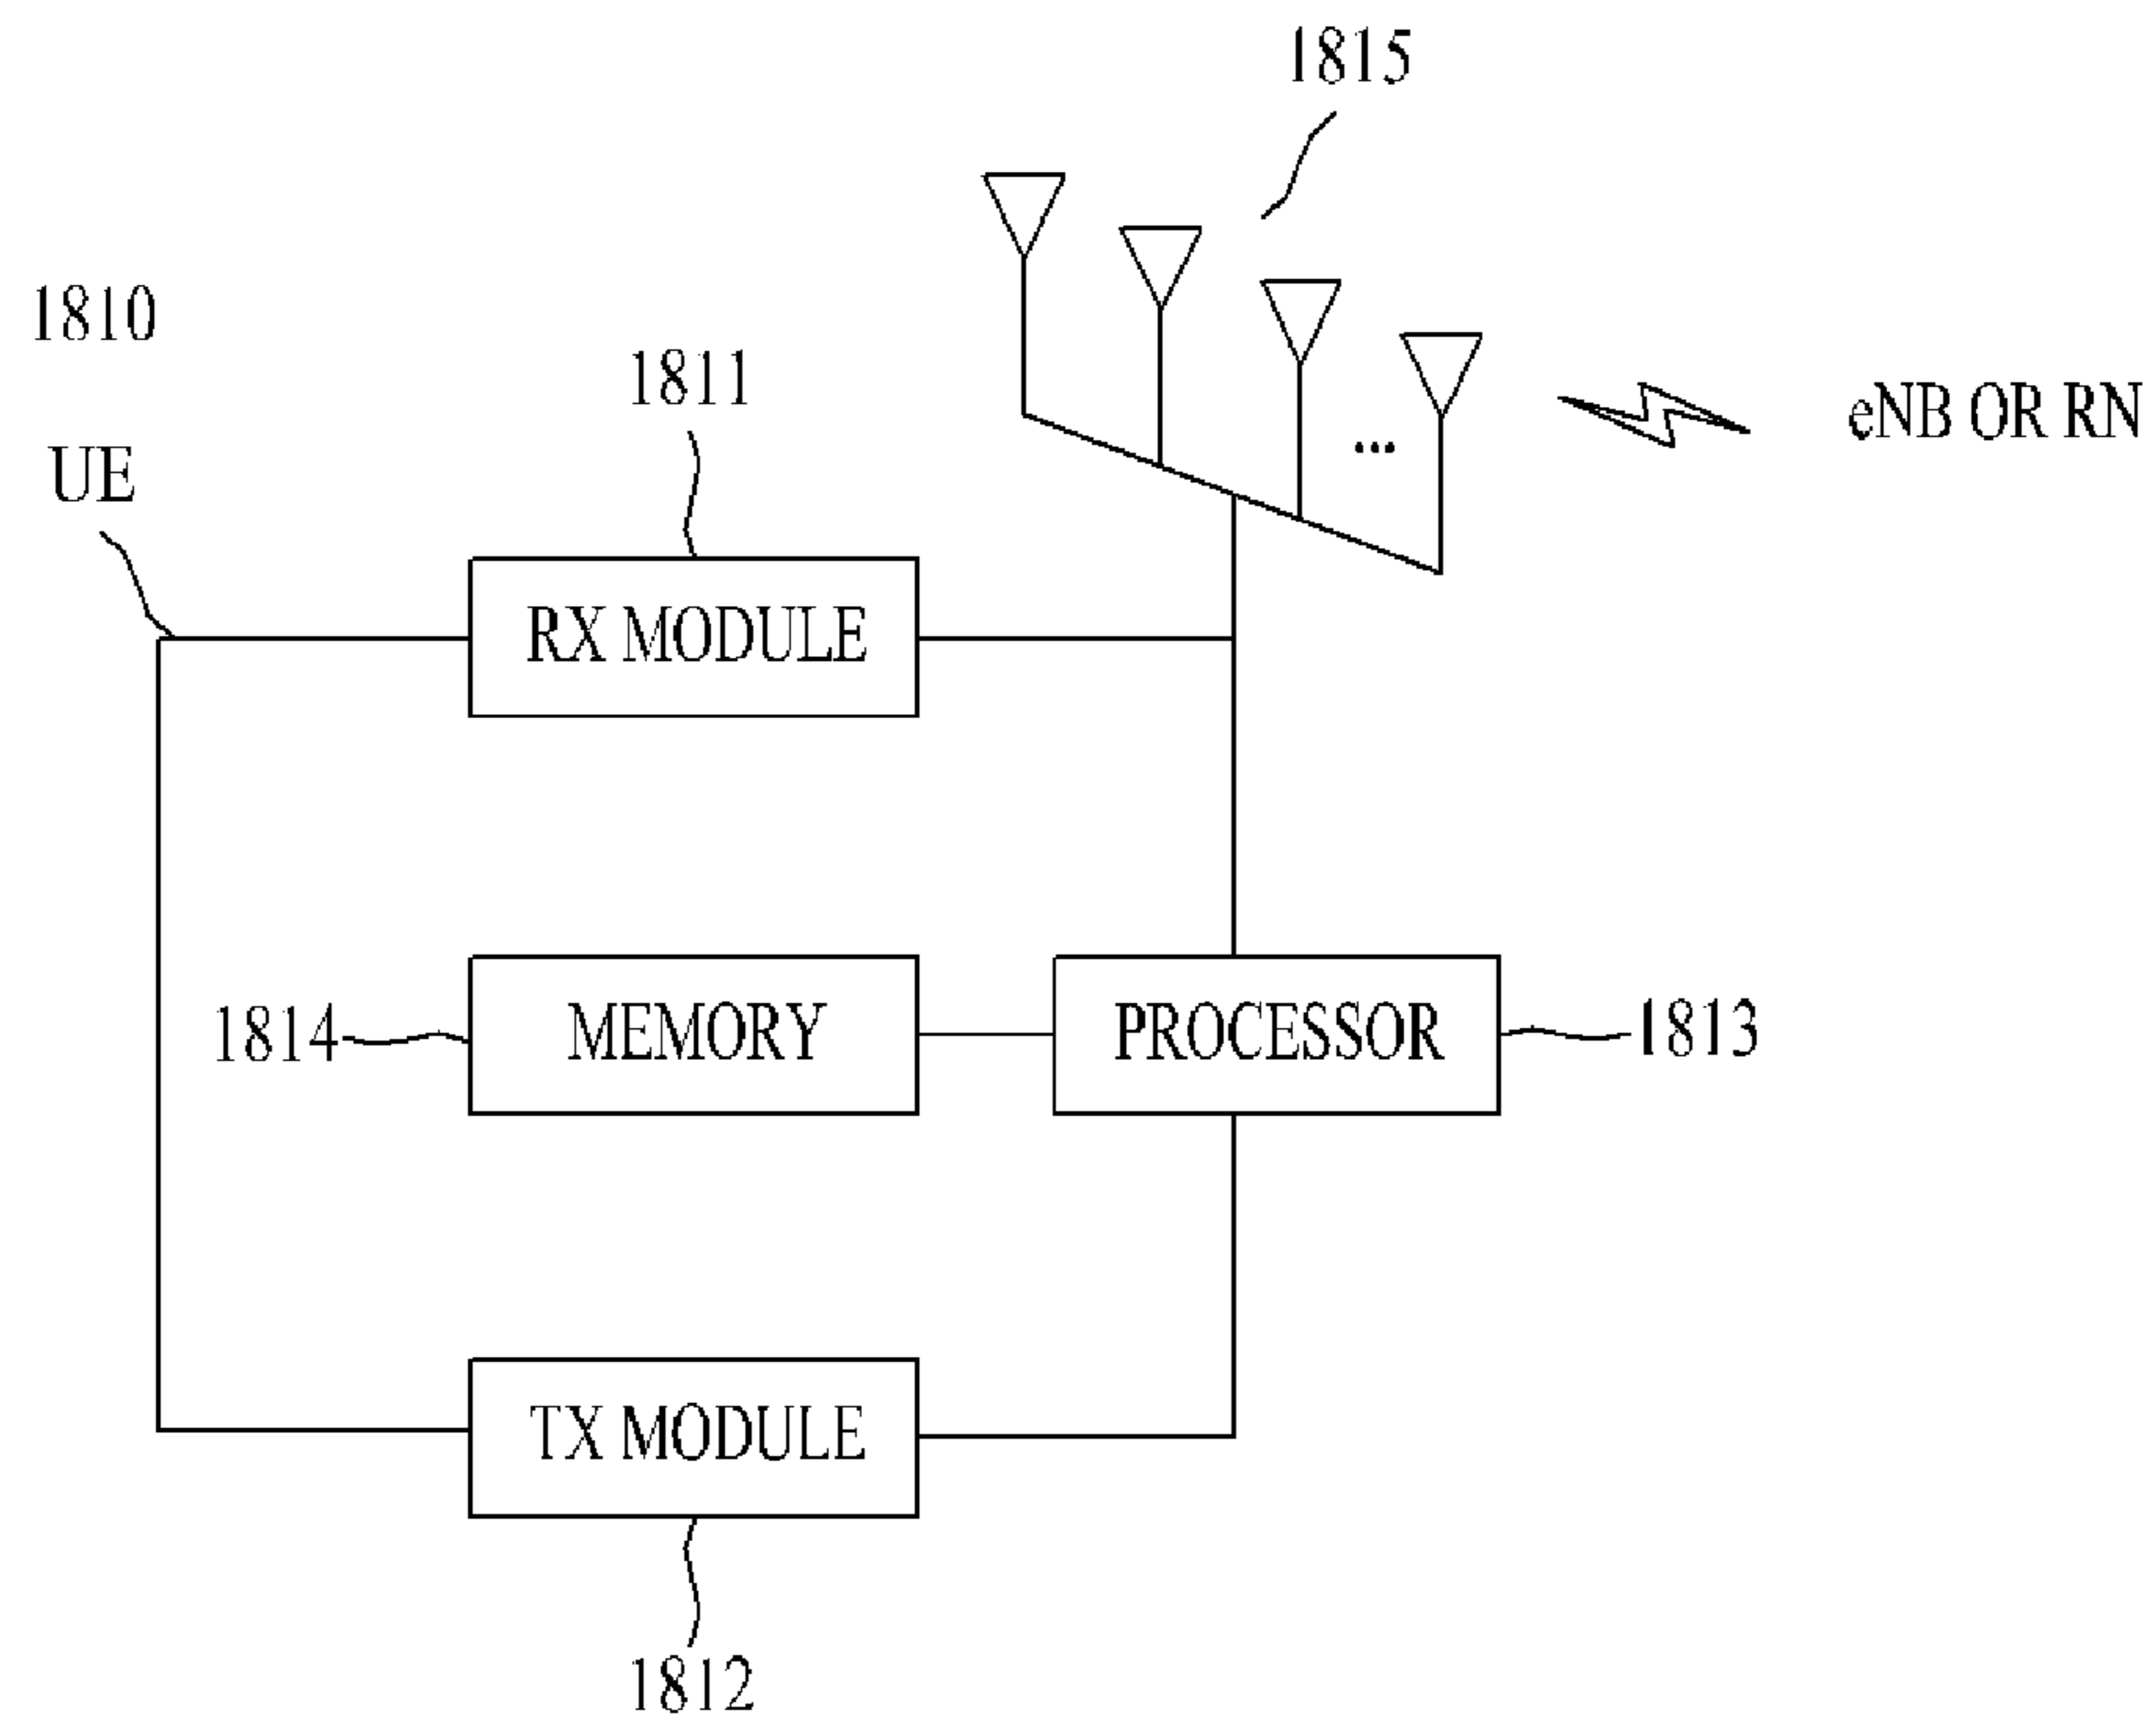 1815
1810
1811
eNB OR RN
UE
...
RX MODULE
1814
MEMORY
PROCESSOR
1813
TX MODULE
1812